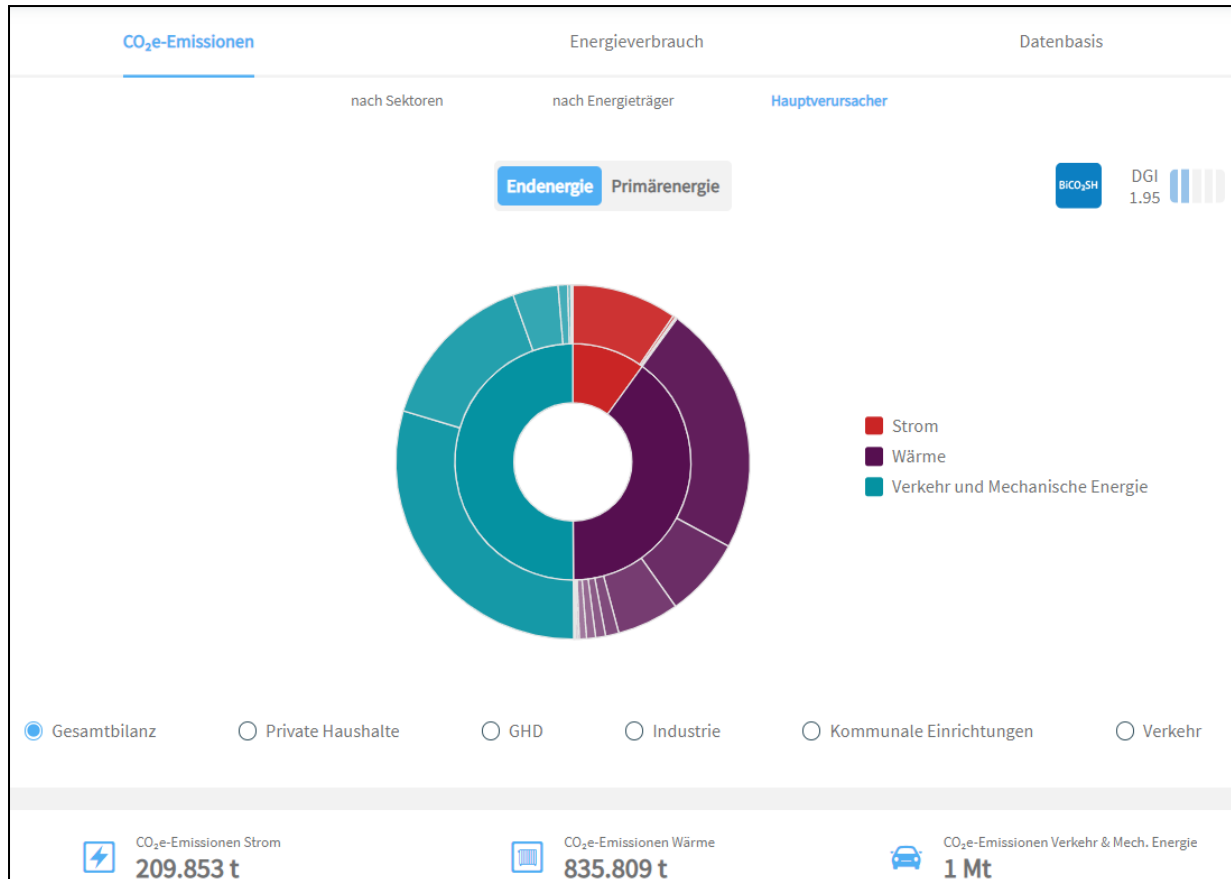 CO₂e-Emissionen Energieverbrauch Datenbasis
nach Sektoren nach Energieträger Hauptverursacher
Endenergie Primärenergie
BiCO₂SH
DGI
1.95
Strom
Wärme
Verkehr und Mechanische Energie
Gesamtbilanz Private Haushalte GHD Industrie Kommunale Einrichtungen Verkehr
CO₂e-Emissionen Strom
209.853 t
CO₂e-Emissionen Wärme
835.809 t
CO₂e-Emissionen Verkehr & Mech. Energie
1 Mt